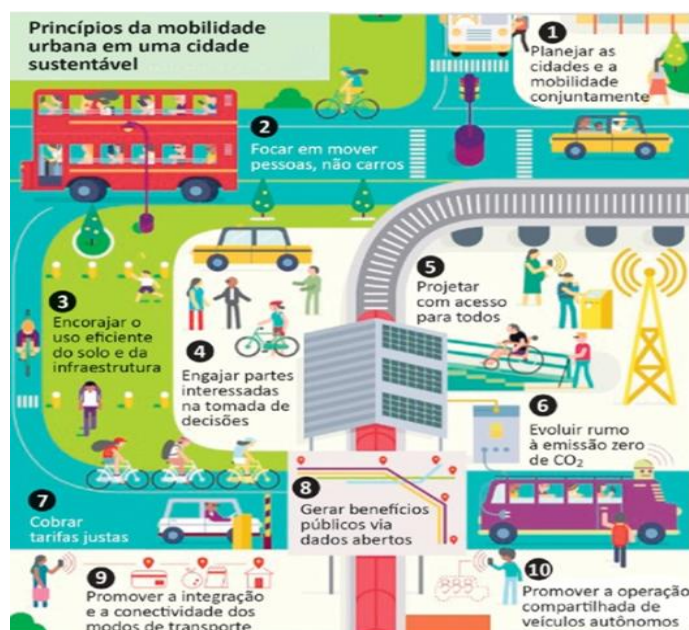 Princípios da mobilidade
urbana em uma cidade
sustentável
1
Planejar as
cidades e a
mobilidade
conjuntamente
2
Focar em mover
pessoas, não carros
3
Encorajar o
uso eficiente
do solo e da
infraestrutura
4
Engajar partes
interessadas
na tomada de
decisões
5
Projetar
com acesso
para todos
6
Evoluir rumo
à emissão zero
de CO₂
7
Cobrar
tarifas justas
8
Gerar benefícios
públicos via
dados abertos
9
Promover a integração
e a conectividade dos
modos de transporte
10
Promover a operação
compartilhada de
veículos autônomos